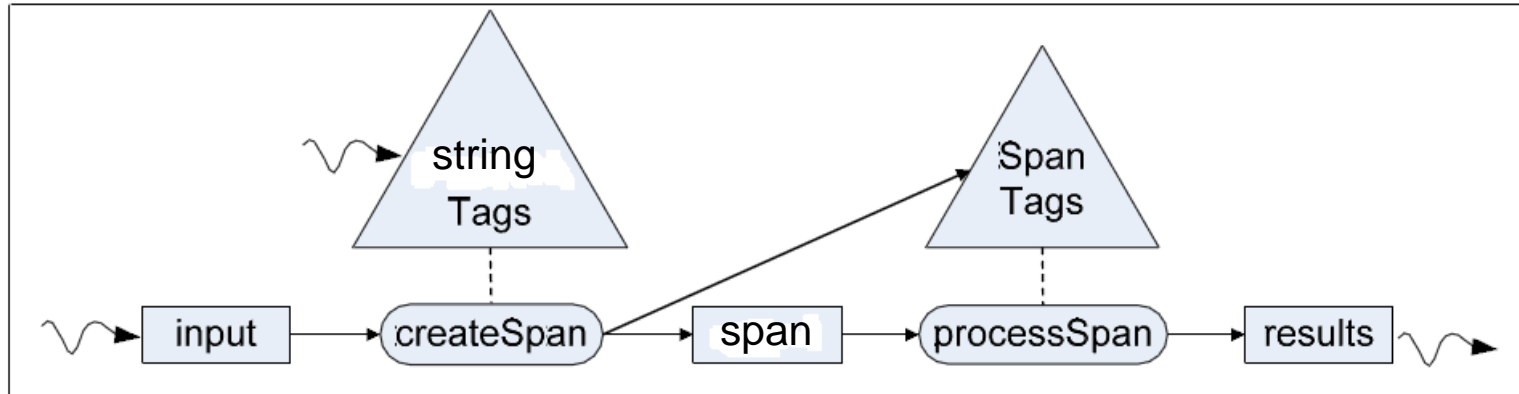 string
Tags
Span
Tags
input
createSpan
span
processSpan
results